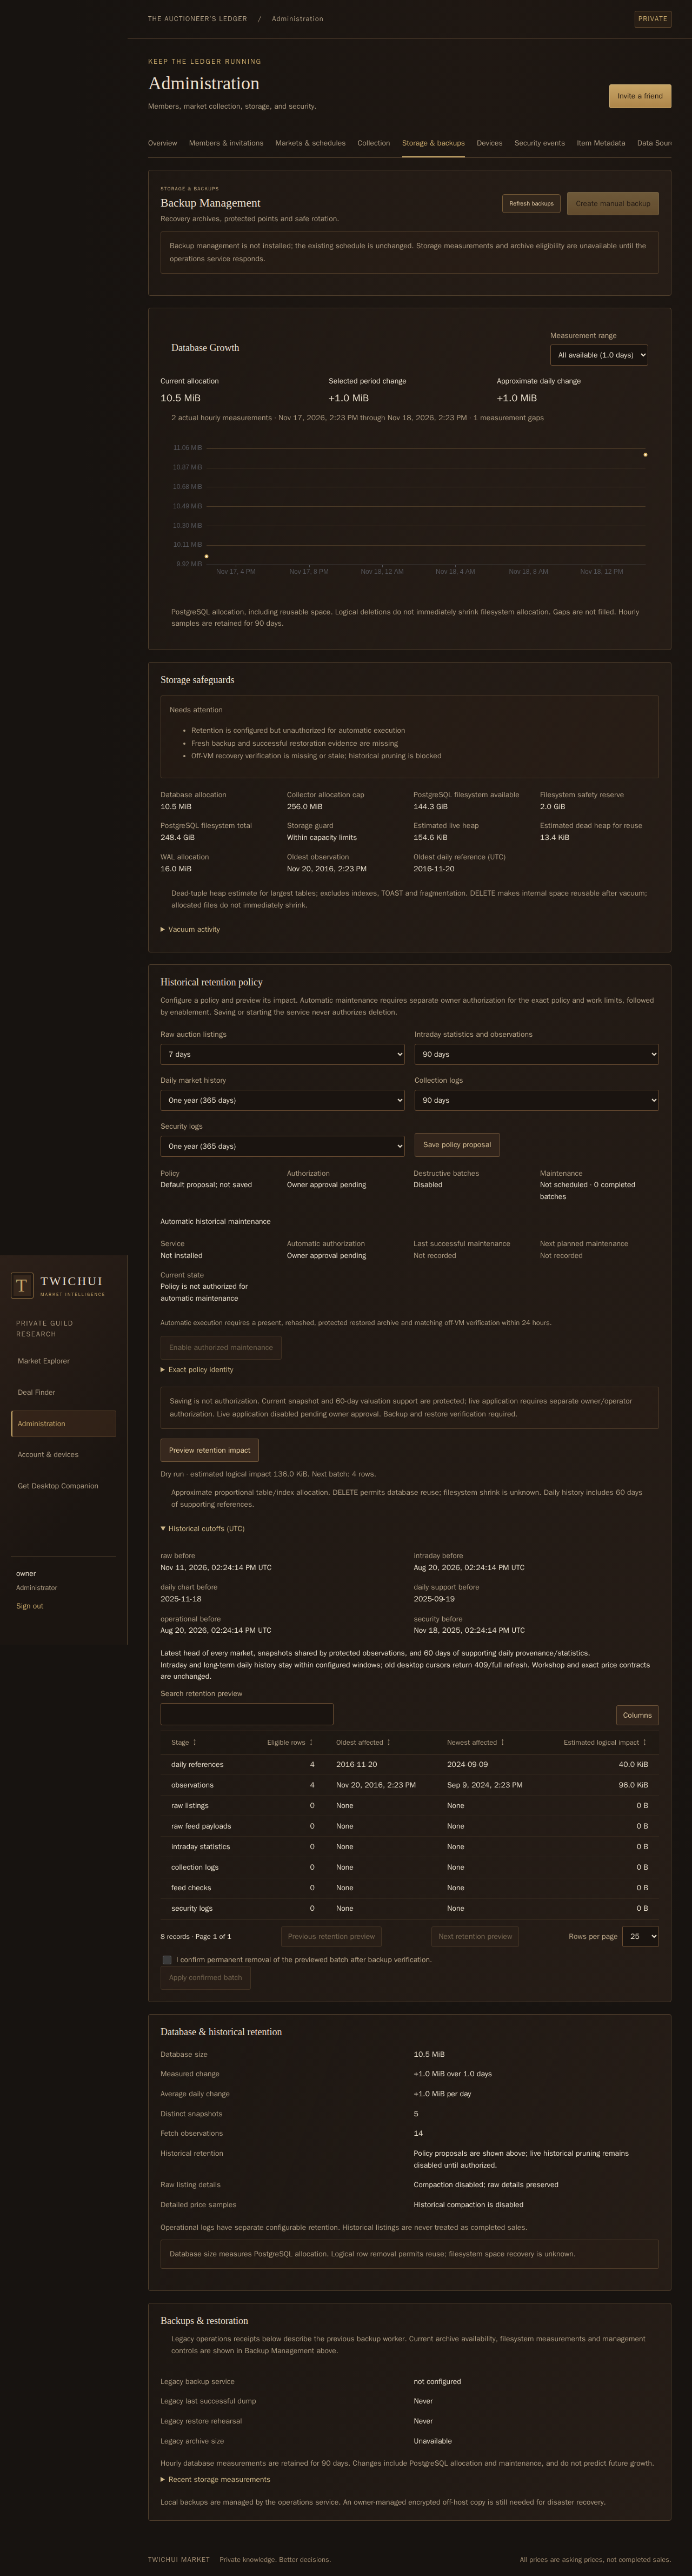 THE AUCTIONEER'S LEDGER / Administration
PRIVATE
KEEP THE LEDGER RUNNING
Administration
Members, market collection, storage, and security.
Invite a friend
Overview Members & invitations Markets & schedules Collection Storage & backups Devices Security events Item Metadata Data Soun
STORAGE & BACKUPS
Backup Management
Recovery archives, protected points and safe rotation.
Refresh backups
Create manual backup
Backup management is not installed; the existing schedule is unchanged. Storage measurements and archive eligibility are unavailable until the
operations service responds.
Database Growth
Measurement range
All available (1.0 days)
Current allocation Selected period change Approximate daily change
10.5 MiB +1.0 MiB +1.0 MiB
2 actual hourly measurements · Nov 17, 2026, 2:23 PM through Nov 18, 2026, 2:23 PM · 1 measurement gaps
11.06 MiB
10.87 MiB
10.68 MiB
10.49 MiB
10.30 MiB
10.11 MiB
9.92 MiB
Nov 17, 4 PM Nov 17, 8 PM Nov 18, 12 AM Nov 18, 4 AM Nov 18, 8 AM Nov 18, 12 PM
PostgreSQL allocation, including reusable space. Logical deletions do not immediately shrink filesystem allocation. Gaps are not filled. Hourly
samples are retained for 90 days.
Storage safeguards
Needs attention
• Retention is configured but unauthorized for automatic execution
• Fresh backup and successful restoration evidence are missing
• Off-VM recovery verification is missing or stale; historical pruning is blocked
Database allocation Collector allocation cap PostgreSQL filesystem available Filesystem safety reserve
10.5 MiB 256.0 MiB 144.3 GiB 2.0 GiB
PostgreSQL filesystem total Storage guard Estimated live heap Estimated dead heap for reuse
248.4 GiB Within capacity limits 154.6 KiB 13.4 KiB
WAL allocation Oldest observation Oldest daily reference (UTC)
16.0 MiB Nov 20, 2016, 2:23 PM 2016-11-20
Dead-tuple heap estimate for largest tables; excludes indexes, TOAST and fragmentation. DELETE makes internal space reusable after vacuum;
allocated files do not immediately shrink.
Vacuum activity
Historical retention policy
Configure a policy and preview its impact. Automatic maintenance requires separate owner authorization for the exact policy and work limits, followed
by enablement. Saving or starting the service never authorizes deletion.
Raw auction listings Intraday statistics and observations
7 days 90 days
Daily market history Collection logs
One year (365 days) 90 days
Security logs
One year (365 days) Save policy proposal
Policy Authorization Destructive batches Maintenance
Default proposal; not saved Owner approval pending Disabled Not scheduled · 0 completed
batches
Automatic historical maintenance
Service Automatic authorization Last successful maintenance Next planned maintenance
Not installed Owner approval pending Not recorded Not recorded
Current state
Policy is not authorized for
automatic maintenance
Automatic execution requires a present, rehashed, protected restored archive and matching off-VM verification within 24 hours.
Enable authorized maintenance
Exact policy identity
Saving is not authorization. Current snapshot and 60-day valuation support are protected; live application requires separate owner/operator
authorization. Live application disabled pending owner approval. Backup and restore verification required.
Preview retention impact
Dry run · estimated logical impact 136.0 KiB. Next batch: 4 rows.
Approximate proportional table/index allocation. DELETE permits database reuse; filesystem shrink is unknown. Daily history includes 60 days
of supporting references.
Historical cutoffs (UTC)
raw before intraday before
Nov 11, 2026, 02:24:14 PM UTC Aug 20, 2026, 02:24:14 PM UTC
daily chart before daily support before
2025-11-18 2025-09-19
operational before security before
Aug 20, 2026, 02:24:14 PM UTC Nov 18, 2025, 02:24:14 PM UTC
Latest head of every market, snapshots shared by protected observations, and 60 days of supporting daily provenance/statistics.
Intraday and long-term daily history stay within configured windows; old desktop cursors return 409/full refresh. Workshop and exact price contracts
are unchanged.
Search retention preview
Columns
Stage Eligible rows Oldest affected Newest affected Estimated logical impact
daily references 4 2016-11-20 2024-09-09 40.0 KiB
observations 4 Nov 20, 2016, 2:23 PM Sep 9, 2024, 2:23 PM 96.0 KiB
raw listings 0 None None 0 B
raw feed payloads 0 None None 0 B
intraday statistics 0 None None 0 B
collection logs 0 None None 0 B
feed checks 0 None None 0 B
security logs 0 None None 0 B
8 records · Page 1 of 1 Previous retention preview Next retention preview Rows per page 25
I confirm permanent removal of the previewed batch after backup verification.
Apply confirmed batch
Database & historical retention
Database size 10.5 MiB
Measured change +1.0 MiB over 1.0 days
Average daily change +1.0 MiB per day
Distinct snapshots 5
Fetch observations 14
Historical retention Policy proposals are shown above; live historical pruning remains
disabled until authorized.
Raw listing details Compaction disabled; raw details preserved
Detailed price samples Historical compaction is disabled
Operational logs have separate configurable retention. Historical listings are never treated as completed sales.
Database size measures PostgreSQL allocation. Logical row removal permits reuse; filesystem space recovery is unknown.
Backups & restoration
Legacy operations receipts below describe the previous backup worker. Current archive availability, filesystem measurements and management
controls are shown in Backup Management above.
Legacy backup service not configured
Legacy last successful dump Never
Legacy restore rehearsal Never
Legacy archive size Unavailable
Hourly database measurements are retained for 90 days. Changes include PostgreSQL allocation and maintenance, and do not predict future growth.
Recent storage measurements
Local backups are managed by the operations service. An owner-managed encrypted off-host copy is still needed for disaster recovery.
TWICHUI MARKET Private knowledge. Better decisions.
All prices are asking prices, not completed sales.
T TWICHUI
MARKET INTELLIGENCE
PRIVATE GUILD
RESEARCH
Market Explorer
Deal Finder
Administration
Account & devices
Get Desktop Companion
owner
Administrator
Sign out